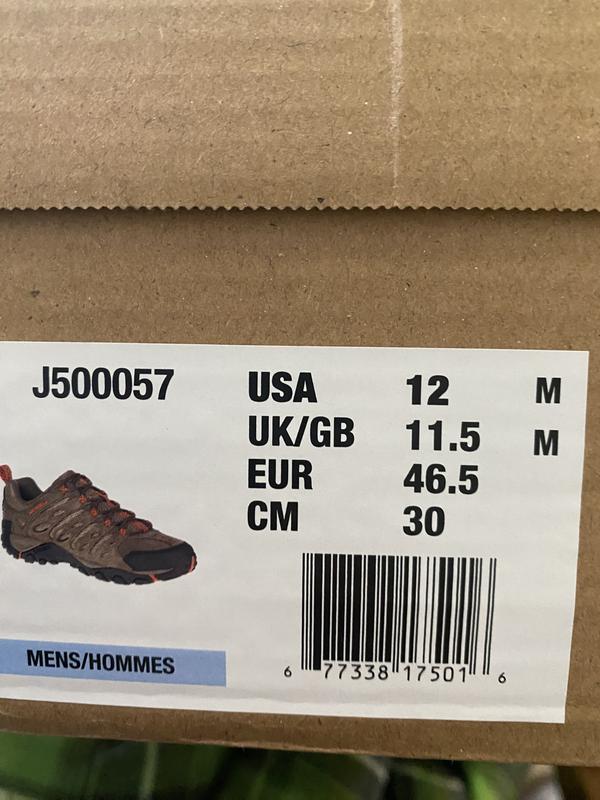 J500057
USA 12 M
UK/GB 11.5 M
EUR 46.5
CM 30
MENS/HOMMES
6 77338 17501 6